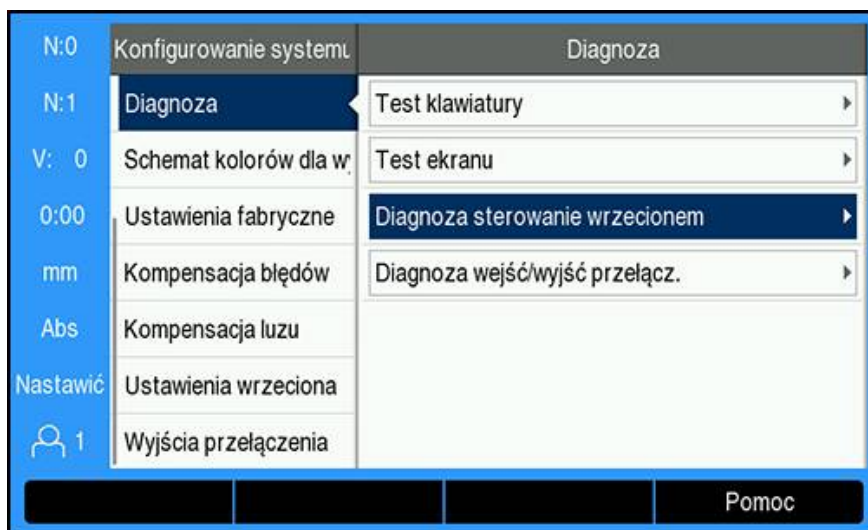 N:0
N:1
V: 0
0:00
mm
Abs
Nastawić
1
Konfigurowanie systemu
Diagnoza
Schemat kolorów dla wy
Ustawienia fabryczne
Kompensacja błędów
Kompensacja luzu
Ustawienia wrzeciona
Wyjścia przełączenia
Diagnoza
Test klawiatury
Test ekranu
Diagnoza sterowanie wrzecionem
Diagnoza wejść/wyjść przełącz.
Pomoc